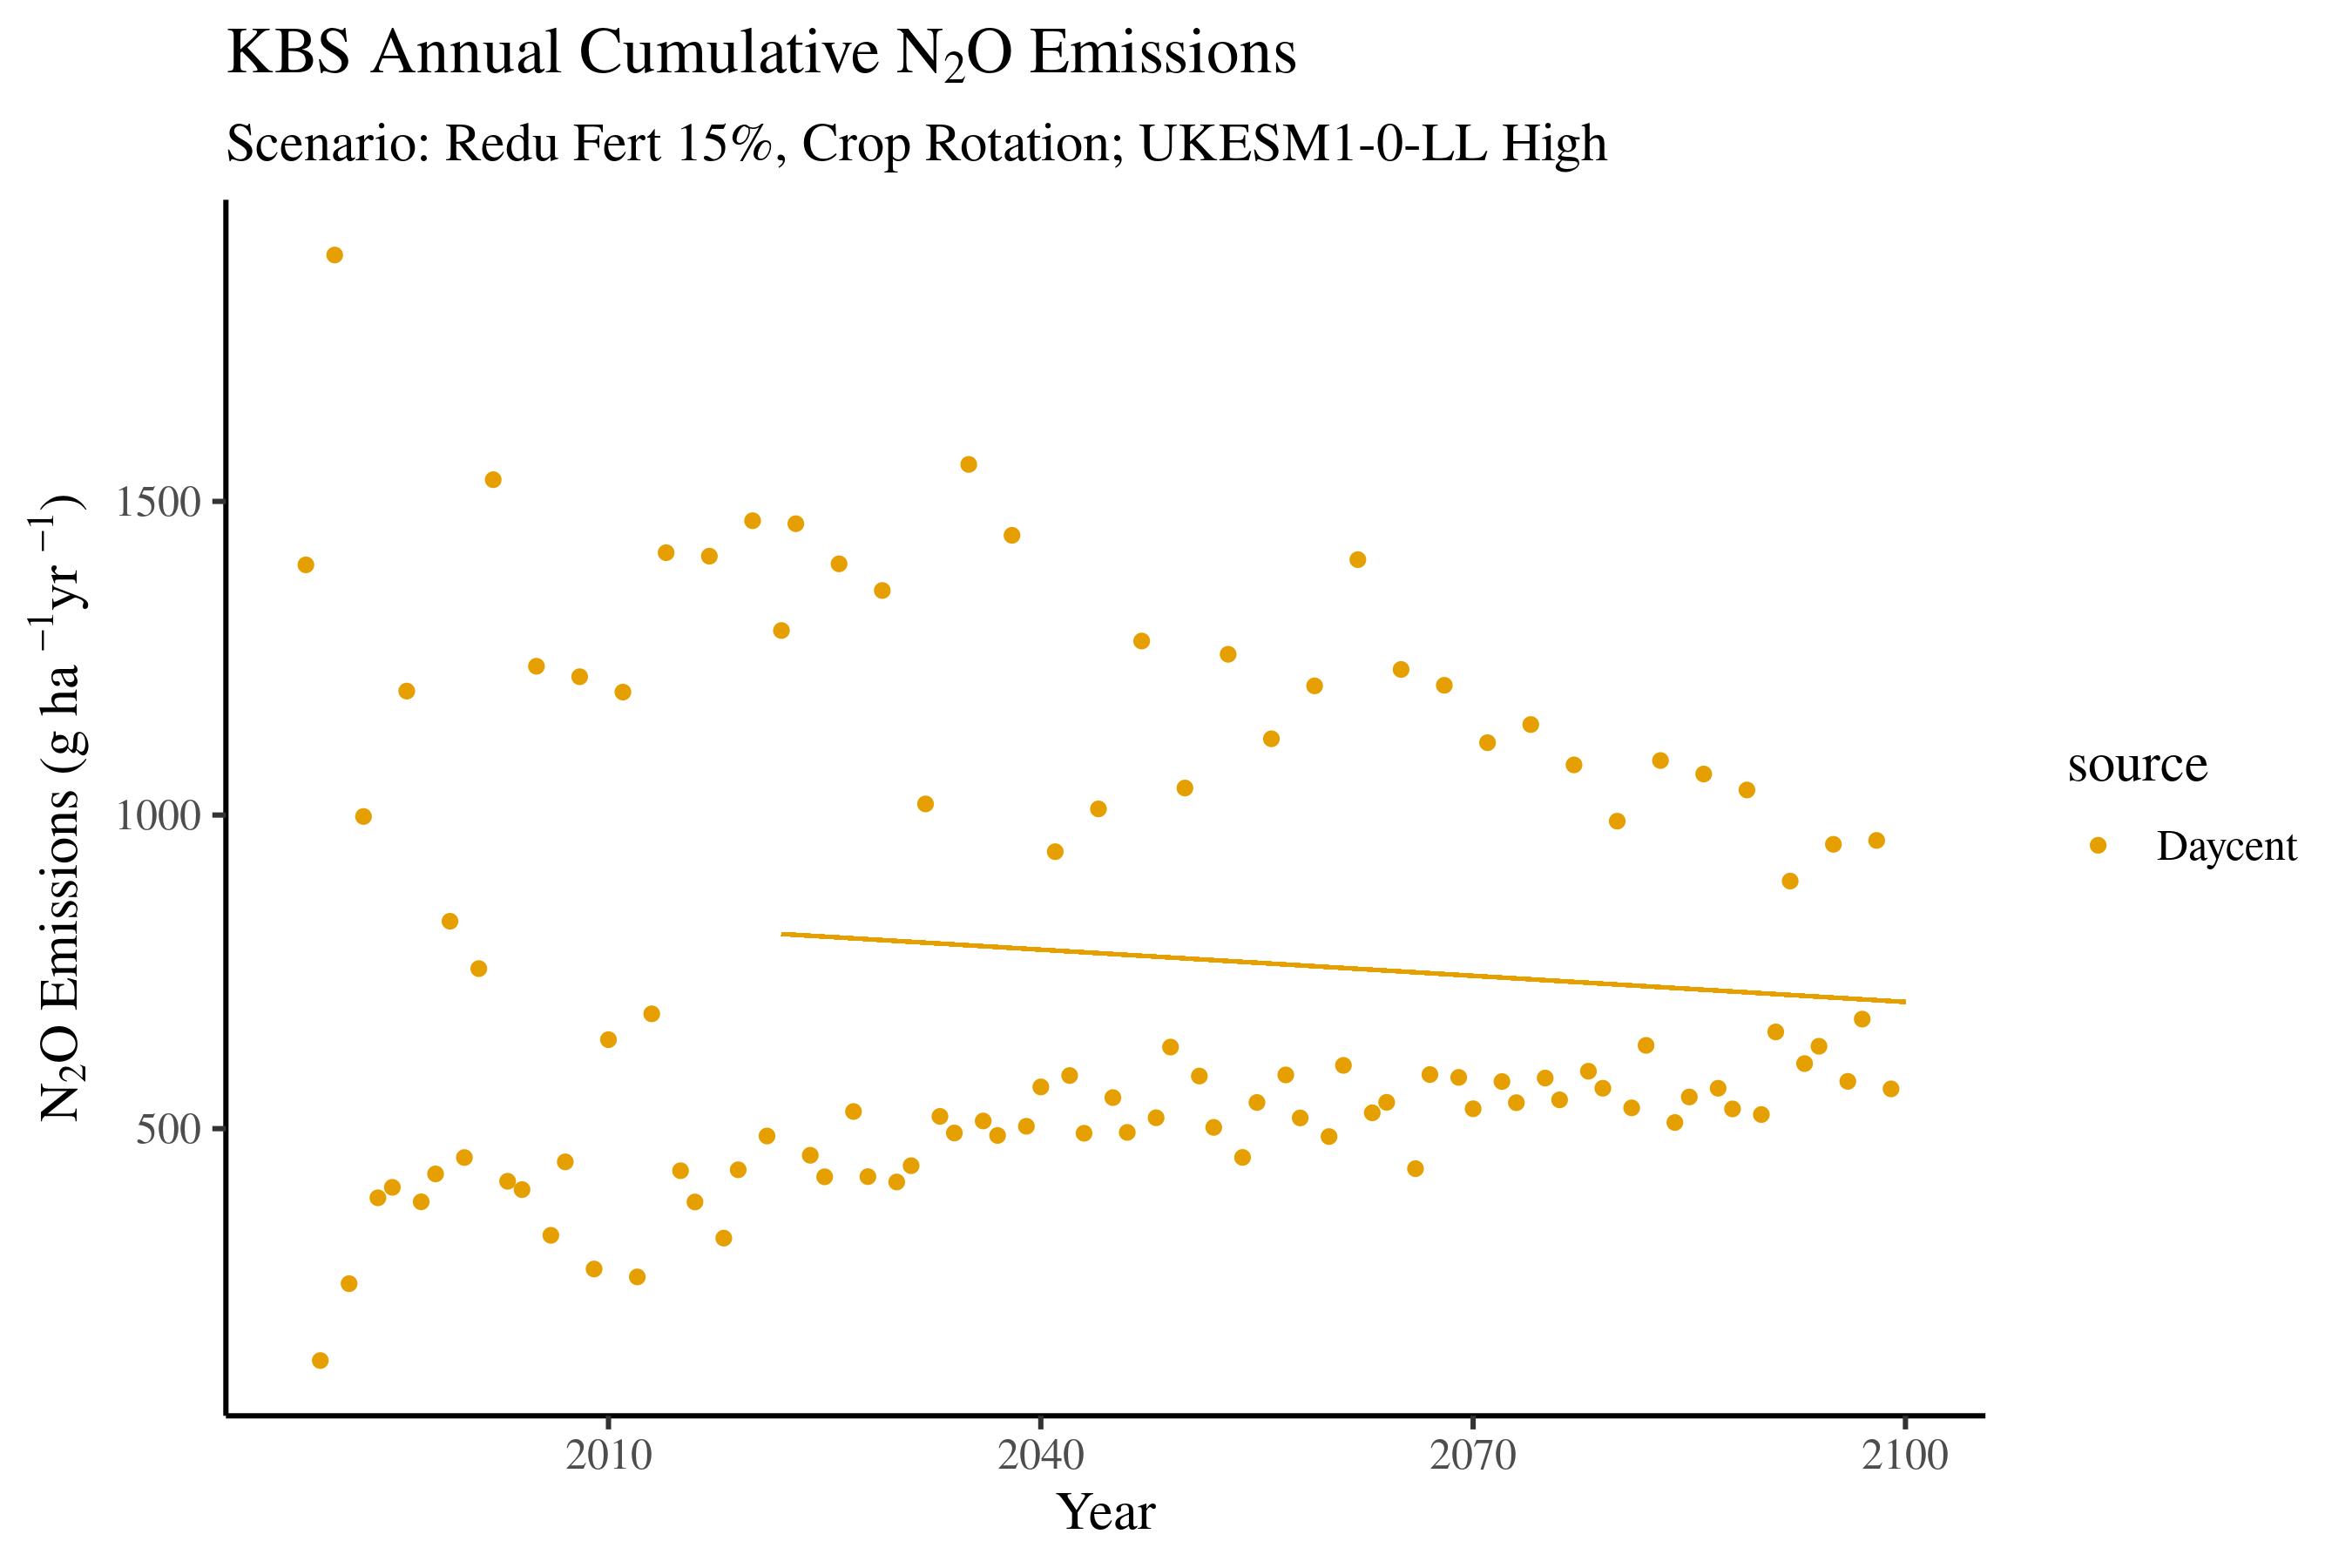 KBS Annual Cumulative N₂O Emissions
Scenario: Redu Fert 15%, Crop Rotation; UKESM1-0-LL High
N₂O Emissions (g ha ⁻¹yr ⁻¹)
1500
1000
500
2010
2040
2070
2100
Year
source
Daycent